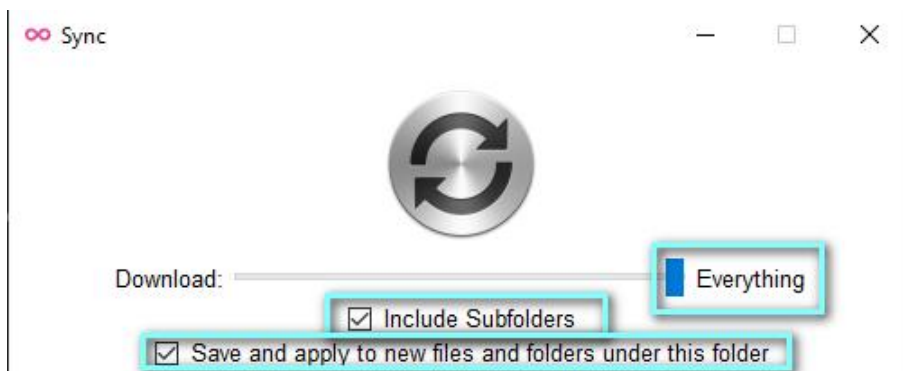 Sync
Download: Everything
Include Subfolders
Save and apply to new files and folders under this folder